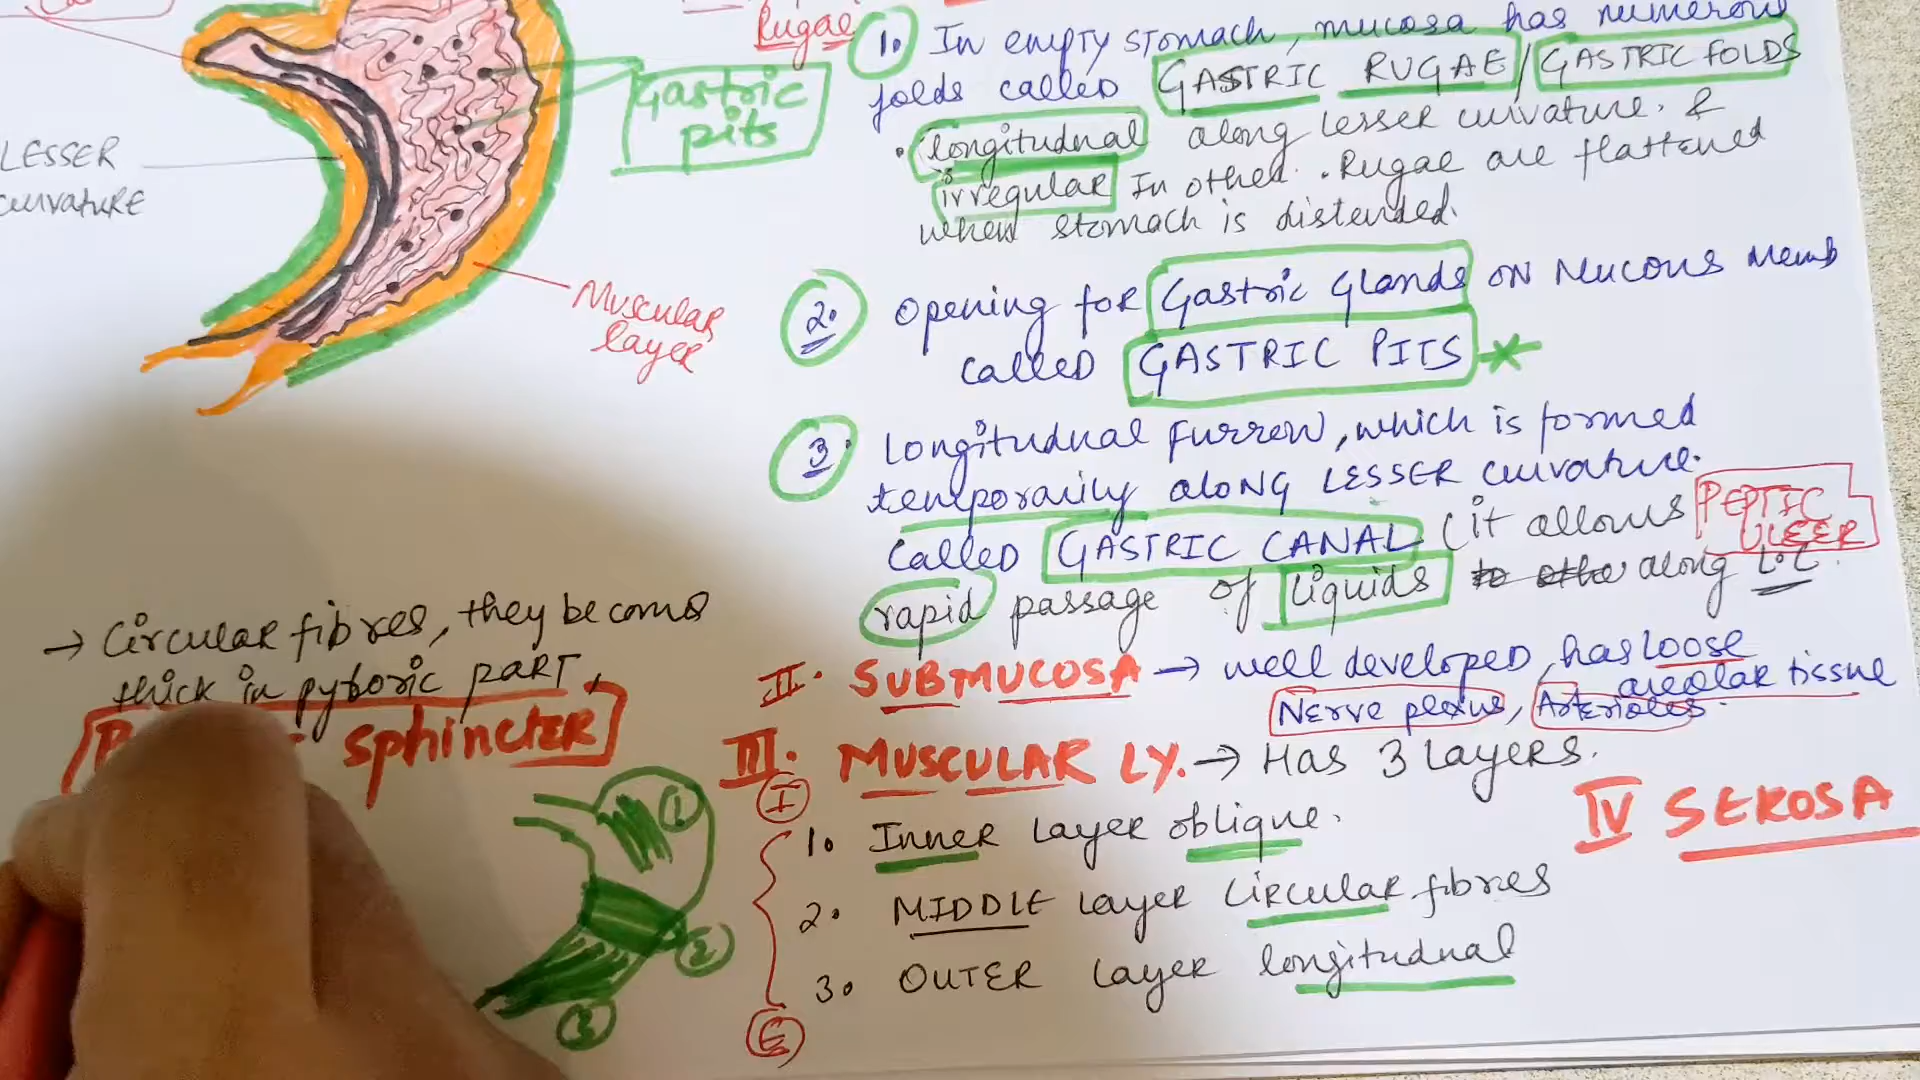 Rugae
Gastric
pits
LESSER
curvature
Muscular
layer
1. In empty stomach, mucosa has numerous
folds called GASTRIC RUGAE / GASTRIC FOLDS
• longitudnal along lesser curvature. &
irregular In other. . Rugae are flattened
when stomach is distended.
2. Opening for Gastric Glands on Mucous Memb
called GASTRIC PITS
3. Longitudnal Furrow, which is formed
temporarily along LESSER curvature.
called GASTRIC CANAL (it allows
PEPTIC
ULCER
rapid passage of liquids to othe along L.C
→ Circular fibres, they become
thick in pyloric part,
sphincter
II. SUBMUCOSA → well developed, has loose
areolar tissue
Nerve plexus, Arterioles.
III. MUSCULAR LY. → Has 3 layers.
I
1. Inner layer oblique.
2. MIDDLE layer circular fibres
3. OUTER layer longitudnal
E
IV SEROSA
1
2
3